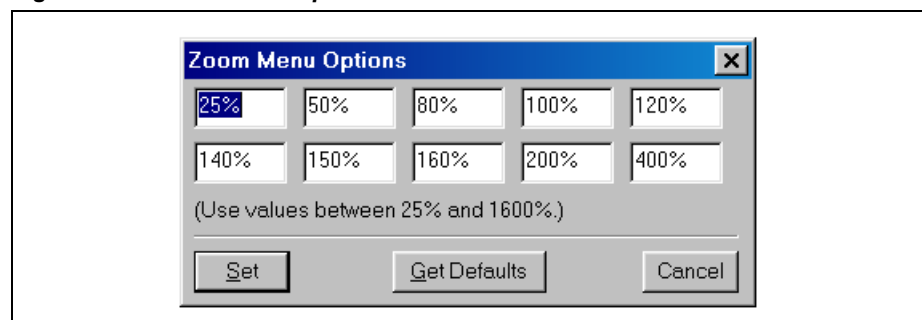 Zoom Menu Options
25% 50% 80% 100% 120%
140% 150% 160% 200% 400%
(Use values between 25% and 1600%.)
Set Get Defaults Cancel